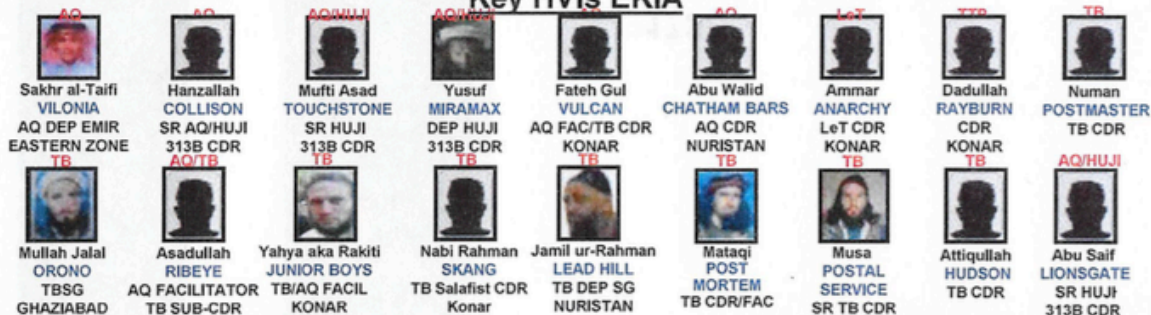 Key HVIs ERIA
AQ AQ AQ/HUJI AQ/HUJI AQ LeT TTP TB
Sakhr al-Taifi Hanzallah Mufti Asad Yusuf Fateh Gul Abu Walid Ammar Dadullah Numan
VILONIA COLLISON TOUCHSTONE MIRAMAX VULCAN CHATHAM BARS ANARCHY RAYBURN POSTMASTER
AQ DEP EMIR SR AQ/HUJI SR HUJI DEP HUJI AQ FAC/TB CDR AQ CDR LeT CDR CDR TB CDR
EASTERN ZONE 313B CDR 313B CDR 313B CDR KONAR NURISTAN KONAR KONAR
TB AQ/TB TB TB TB TB TB TB AQ/HUJI
Mullah Jalal Asadullah Yahya aka Rakiti Nabi Rahman Jamil ur-Rahman Mataqi Musa Attiqullah Abu Saif
ORONO RIBEYE JUNIOR BOYS SKANG LEAD HILL POST POSTAL HUDSON LIONSGATE
TBSG AQ FACILITATOR TB/AQ FACIL TB Salafist CDR TB DEP SG MORTEM SERVICE TB CDR SR HUJI
GHAZIABAD TB SUB-CDR KONAR Konar NURISTAN TB CDR/FAC SR TB CDR 313B CDR